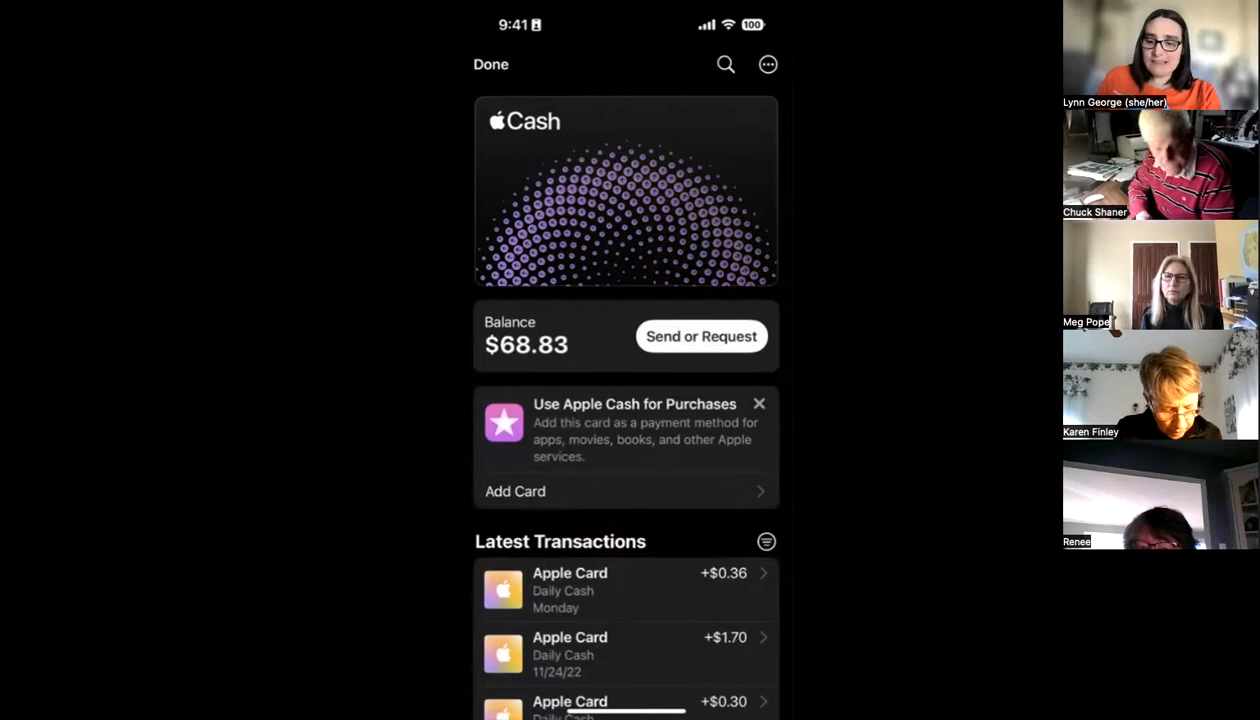 9:41
100
Done
Cash
Balance
$68.83
Send or Request
Use Apple Cash for Purchases
Add this card as a payment method for
apps, movies, books, and other Apple
services.
Add Card
Latest Transactions
Apple Card +$0.36
Daily Cash
Monday
Apple Card +$1.70
Daily Cash
11/24/22
Apple Card +$0.30
Daily Cash
Lynn George (she/her)
Chuck Shaner
Meg Pope
Karen Finley
Renee